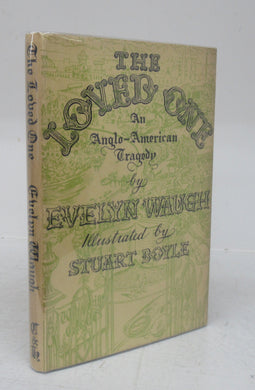 THE
LOVED ONE
An
Anglo-American
Tragedy
by
EVELYN WAUGH
Illustrated by
STUART BOYLE
The Loved One Evelyn Waugh